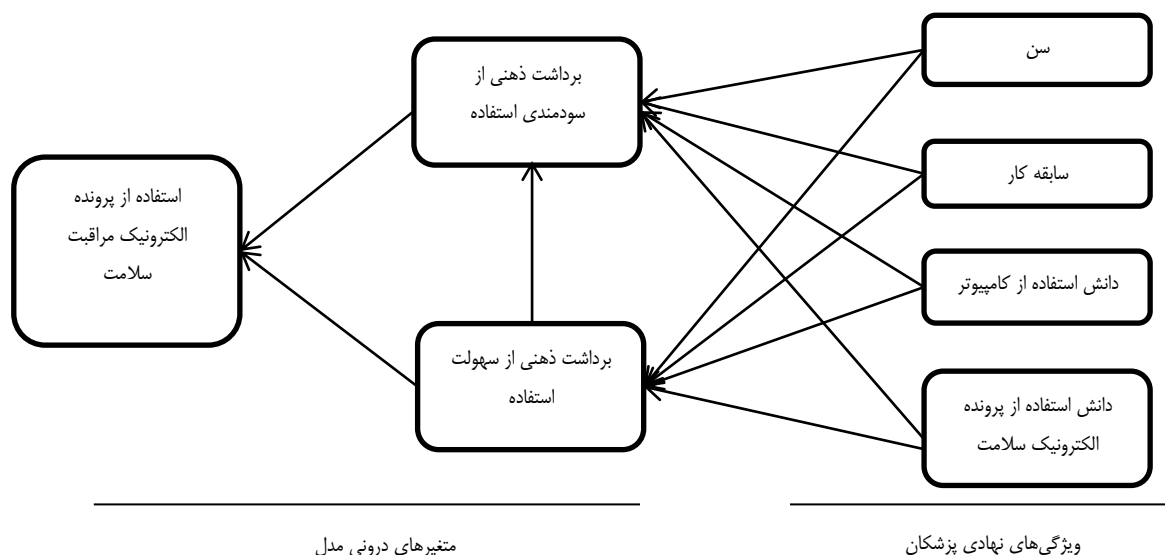 سن
سابقه کار
دانش استفاده از کامپیوتر
دانش استفاده از پرونده
الکترونیک سلامت
برداشت ذهنی از
سودمندی استفاده
برداشت ذهنی از سهولت
استفاده
استفاده از پرونده
الکترونیک مراقبت
سلامت
ویژگی‌های نهادی پزشکان
متغیرهای درونی مدل